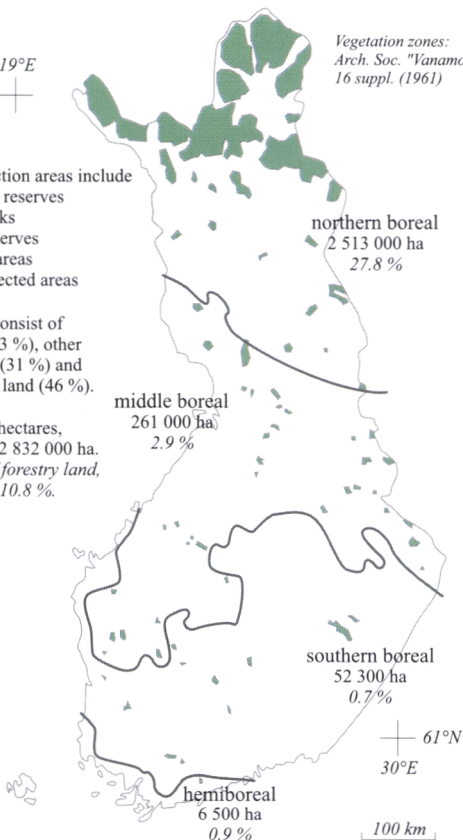 Vegetation zones:
Arch. Soc. "Vanamo
16 suppl. (1961)
19°E
ction areas include
reserves
ks
erves
areas
ected areas
onsist of
3 %), other
(31 %) and
land (46 %).
hectares,
2 832 000 ha.
forestry land,
10.8 %.
northern boreal
2 513 000 ha
27.8 %
middle boreal
261 000 ha
2.9 %
southern boreal
52 300 ha
0.7 %
61°N
30°E
hemiboreal
6 500 ha
0.9 %
100 km